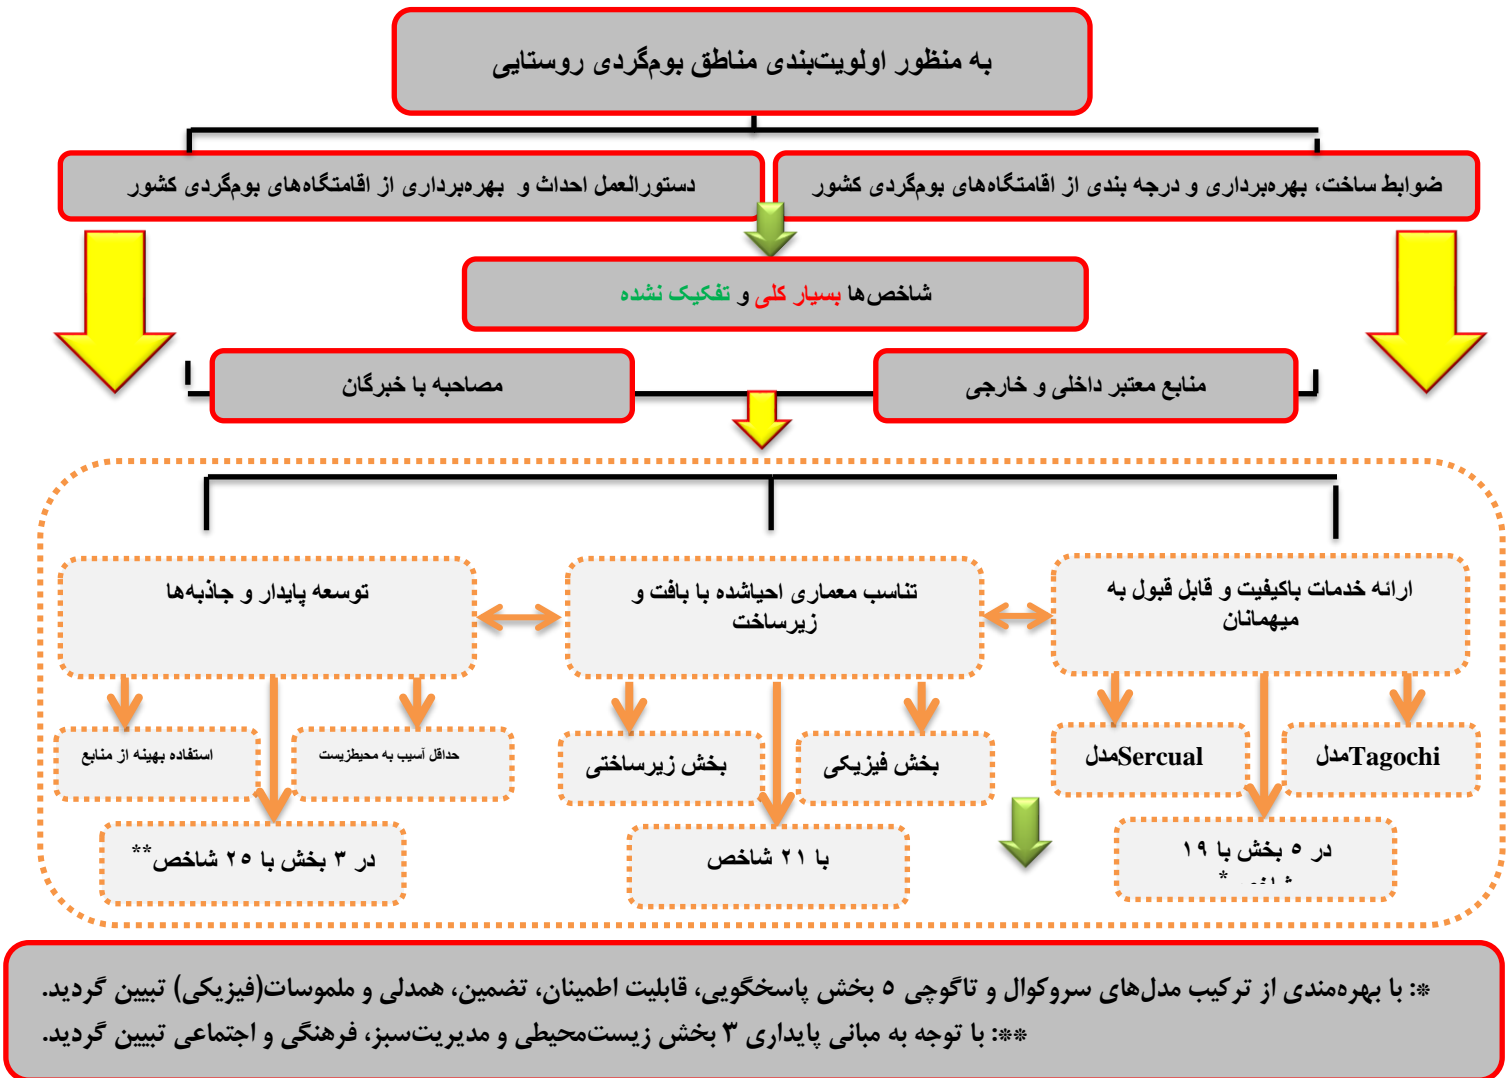 به منظور اولویت‌بندی مناطق بوم‌گردی روستایی
ضوابط ساخت، بهره‌برداری و درجه بندی از اقامتگاه‌های بوم‌گردی کشور
دستورالعمل احداث و بهره‌برداری از اقامتگاه‌های بوم‌گردی کشور
شاخص‌ها بسیار کلی و تفکیک نشده
منابع معتبر داخلی و خارجی
مصاحبه با خبرگان
ارائه خدمات باکیفیت و قابل قبول به
میهمانان
تناسب معماری احیاشده با بافت و
زیرساخت
توسعه پایدار و جاذبه‌ها
مدلTagochi
مدلSercual
بخش فیزیکی
بخش زیرساختی
حداقل آسیب به محیطزیست
استفاده بهینه از منابع
در ۵ بخش با ۱۹
شاخص*
با ۲۱ شاخص
در ۳ بخش با ۲۵ شاخص**
*: با بهره‌مندی از ترکیب مدل‌های سروکوال و تاگوچی ۵ بخش پاسخگویی، قابلیت اطمینان، تضمین، همدلی و ملموسات(فیزیکی) تبیین گردید.
**: با توجه به مبانی پایداری ۳ بخش زیست‌محیطی و مدیریت‌سبز، فرهنگی و اجتماعی تبیین گردید.